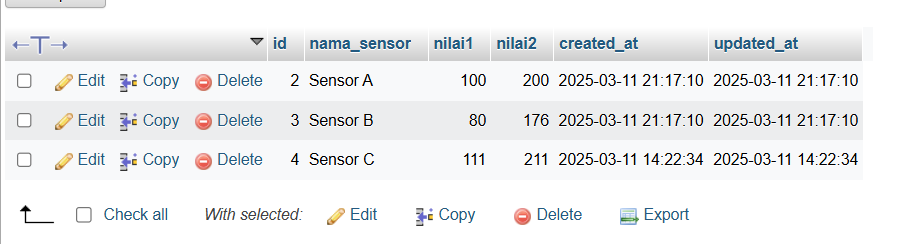 id nama_sensor nilai1 nilai2 created_at updated_at
Edit Copy Delete 2 Sensor A 100 200 2025-03-11 21:17:10 2025-03-11 21:17:10
Edit Copy Delete 3 Sensor B 80 176 2025-03-11 21:17:10 2025-03-11 21:17:10
Edit Copy Delete 4 Sensor C 111 211 2025-03-11 14:22:34 2025-03-11 14:22:34
Check all With selected: Edit Copy Delete Export